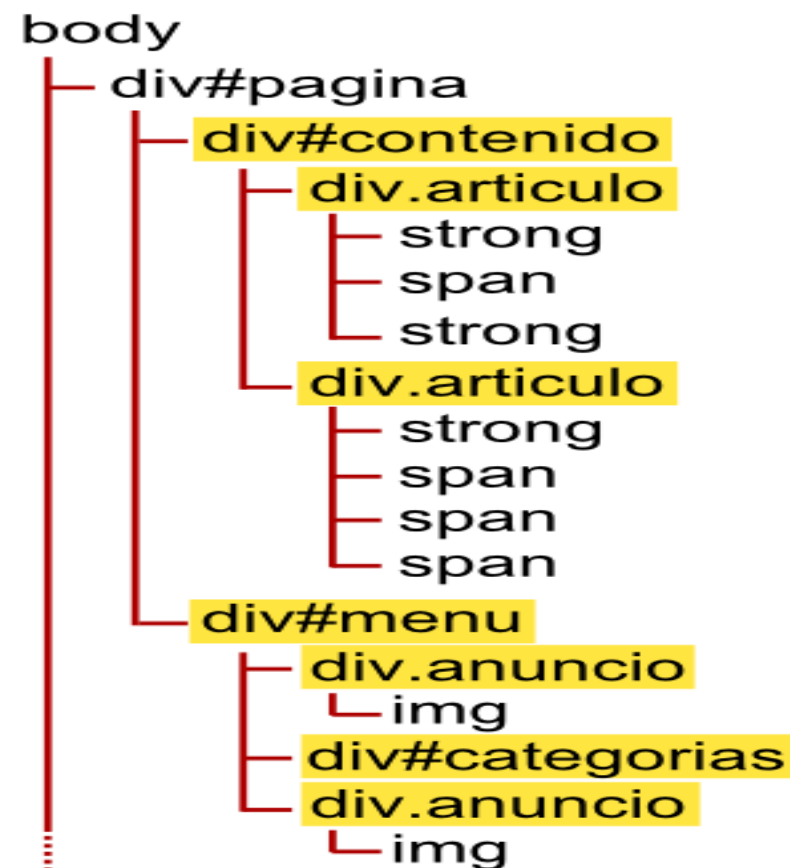 body
div#pagina
div#contenido
div.articulo
strong
span
strong
div.articulo
strong
span
span
span
div#menu
div.anuncio
img
div#categorias
div.anuncio
img